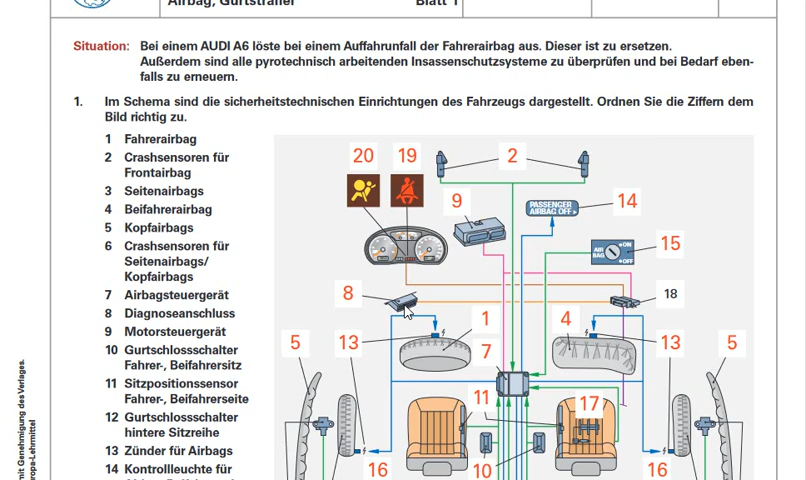 Airbag, Gurtstraffer
Blatt 1
Situation: Bei einem AUDI A6 löste bei einem Auffahrunfall der Fahrerairbag aus. Dieser ist zu ersetzen.
Außerdem sind alle pyrotechnisch arbeitenden Insassenschutzsysteme zu überprüfen und bei Bedarf eben-
falls zu erneuern.
1. Im Schema sind die sicherheitstechnischen Einrichtungen des Fahrzeugs dargestellt. Ordnen Sie die Ziffern dem
Bild richtig zu.
1 Fahrerairbag
2 Crashsensoren für
Frontairbag
3 Seitenairbags
4 Beifahrerairbag
5 Kopfairbags
6 Crashsensoren für
Seitenairbags/
Kopfairbags
7 Airbagsteuergerät
8 Diagnoseanschluss
9 Motorsteuergerät
10 Gurtschlossschalter
Fahrer-, Beifahrersitz
11 Sitzpositionssensor
Fahrer-, Beifahrerseite
12 Gurtschlossschalter
hintere Sitzreihe
13 Zünder für Airbags
14 Kontrollleuchte für
20 19 2
9 PASSENGER 14
AIRBAG OFF
AIR BAG ON OFF 15
8 18
5 13 1 4 13 5
7
11 17
16 10 16
mit Genehmigung des Verlages.
uropa-Lehrmittel